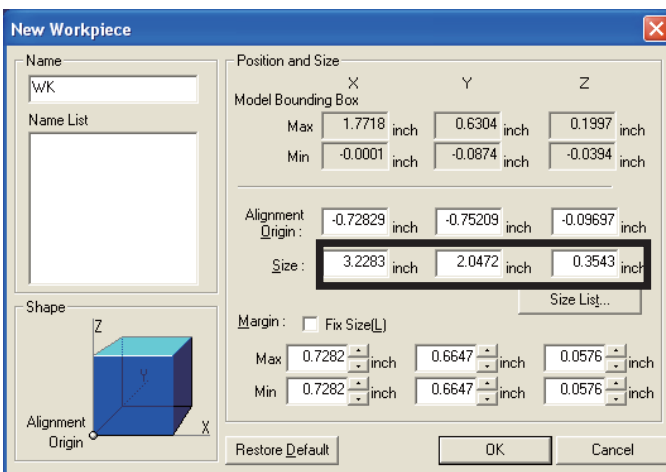 New Workpiece
Name
WK
Name List
Shape
Z
Y
X
Alignment
Origin
Position and Size
X Y Z
Model Bounding Box
Max 1.7718 inch 0.6304 inch 0.1997 inch
Min -0.0001 inch -0.0874 inch -0.0394 inch
Alignment
Origin : -0.72829 inch -0.75209 inch -0.09697 inch
Size : 3.2283 inch 2.0472 inch 0.3543 inch
Size List...
Margin : Fix Size(L)
Max 0.7282 inch 0.6647 inch 0.0576 inch
Min 0.7282 inch 0.6647 inch 0.0576 inch
Restore Default OK Cancel